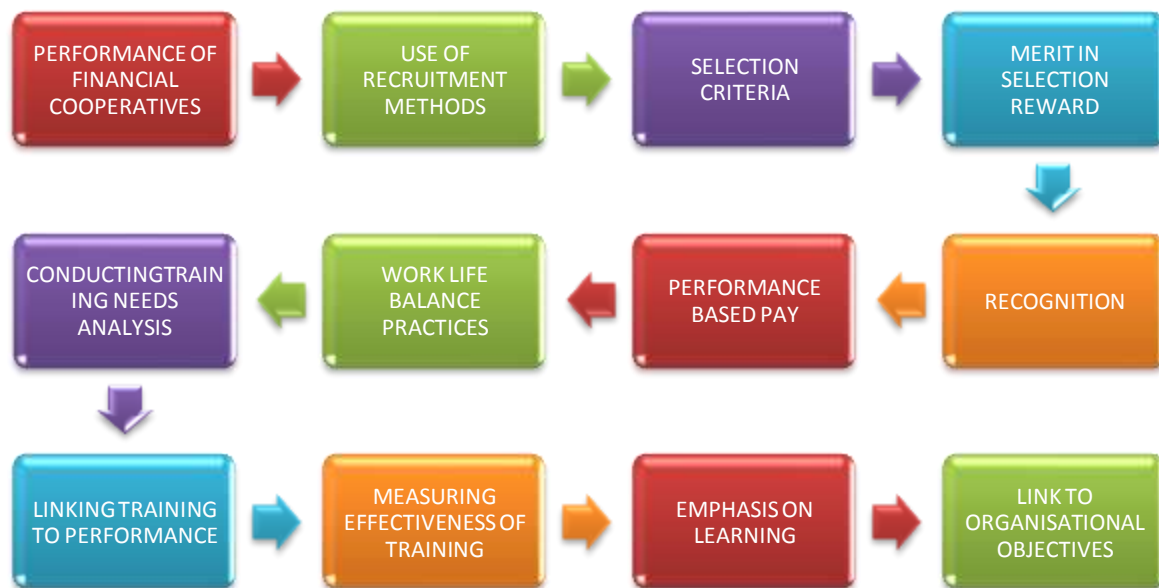 PERFORMANCE OF
FINANCIAL
COOPERATIVES
USE OF
RECRUITMENT
METHODS
SELECTION
CRITERIA
MERIT IN
SELECTION
REWARD
RECOGNITION
PERFORMANCE
BASED PAY
WORK LIFE
BALANCE
PRACTICES
CONDUCTINGTRAIN
ING NEEDS
ANALYSIS
LINKING TRAINING
TO PERFORMANCE
MEASURING
EFFECTIVENESS OF
TRAINING
EMPHASIS ON
LEARNING
LINK TO
ORGANISATIONAL
OBJECTIVES